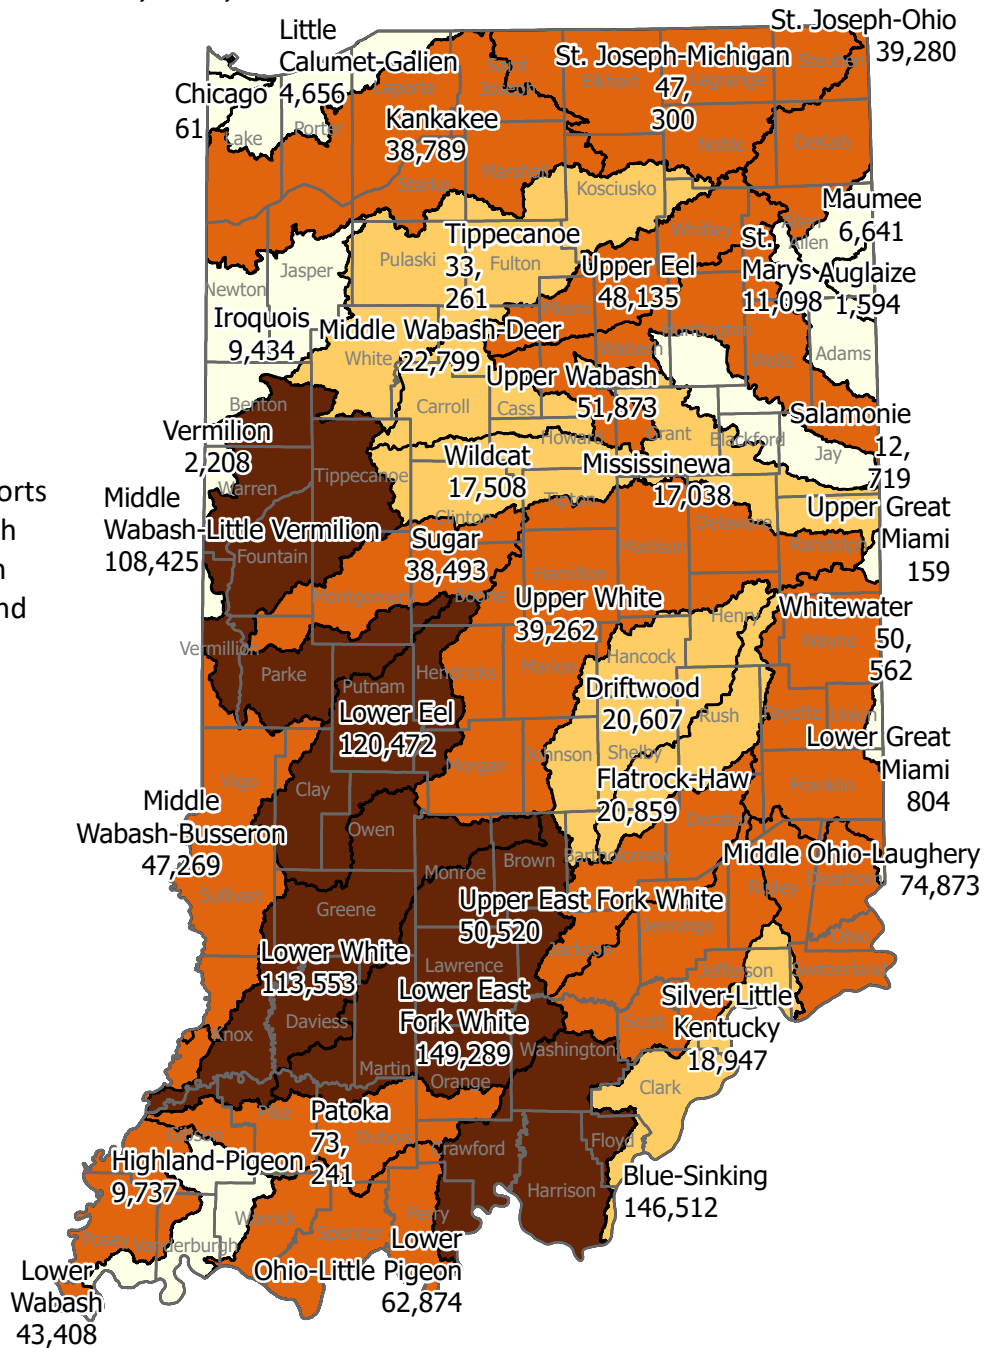 St. Joseph-Ohio
39,280
Little
Calumet-Galien
4,656
St. Joseph-Michigan
47,
300
Chicago
61
Kankakee
38,789
Saint
Joseph
Laporte
Elkhart
Lagrange
Steuben
Lake
Porter
Noble
DeKalb
Starke
Marshall
Kosciusko
Maumee
6,641
Whitley
Allen
Allen
Tippecanoe
33,
261
Pulaski
Fulton
St.
Marys
11,098
Auglaize
1,594
Upper Eel
48,135
Jasper
Newton
Iroquois
9,434
Middle Wabash-Deer
22,799
White
Miami
Wabash
Huntington
Wells
Adams
Upper Wabash
51,873
Benton
Carroll
Cass
Howard
Grant
Blackford
Jay
Salamonie
12,
719
Vermilion
2,208
Warren
Tippecanoe
Wildcat
17,508
Mississinewa
17,038
Clinton
Tipton
Delaware
Randolph
Upper Great
Miami
159
orts
h
n
nd
Middle
Wabash-Little Vermilion
108,425
Fountain
Sugar
38,493
Madison
Hamilton
Montgomery
Boone
Upper White
39,262
Henry
Whitewater
50,
562
Wayne
Vermillion
Parke
Putnam
Hendricks
Marion
Hancock
Driftwood
20,607
Rush
Fayette
Union
Lower Eel
120,472
Lower Great
Miami
804
Vigo
Clay
Morgan
Johnson
Shelby
Flatrock-Haw
20,859
Franklin
Middle
Wabash-Busseron
47,269
Owen
Decatur
Monroe
Brown
Bartholomew
Middle Ohio-Laughery
74,873
Ripley
Dearborn
Sullivan
Greene
Upper East Fork White
50,520
Jackson
Jennings
Ohio
Lower White
113,553
Lawrence
Jefferson
Switzerland
Lower East
Fork White
149,289
Silver-Little
Kentucky
18,947
Knox
Daviess
Martin
Washington
Scott
Orange
Clark
Patoka
73,
241
Pike
Gibson
Dubois
Crawford
Floyd
Highland-Pigeon
9,737
Blue-Sinking
146,512
Harrison
Warrick
Perry
Spencer
Posey
Vanderburgh
Lower
Ohio-Little Pigeon
62,874
Lower
Wabash
43,408